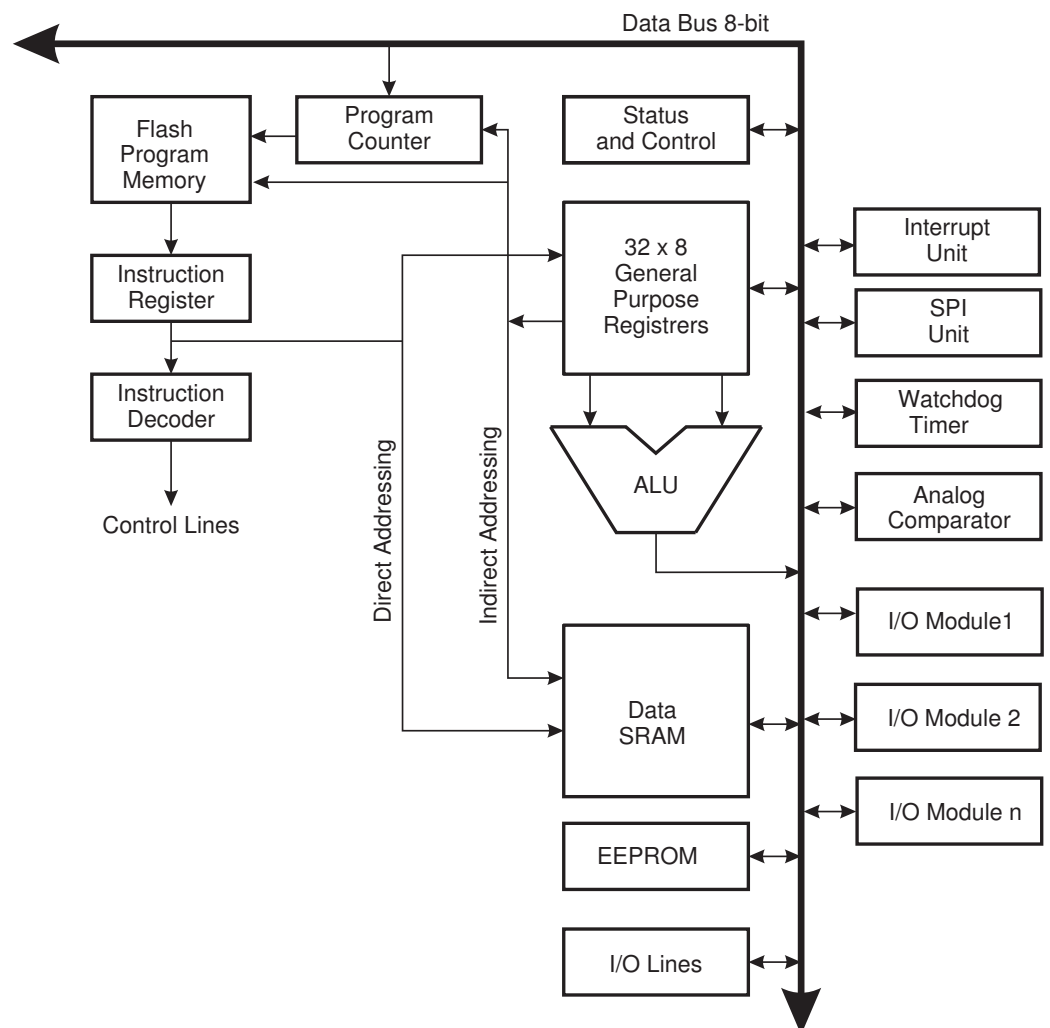 Data Bus 8-bit
Flash
Program
Memory
Program
Counter
Status
and Control
Interrupt
Unit
32 x 8
General
Purpose
Registrers
Instruction
Register
SPI
Unit
Instruction
Decoder
Watchdog
Timer
Control Lines
Direct Addressing
Indirect Addressing
ALU
Analog
Comparator
I/O Module1
Data
SRAM
I/O Module 2
I/O Module n
EEPROM
I/O Lines